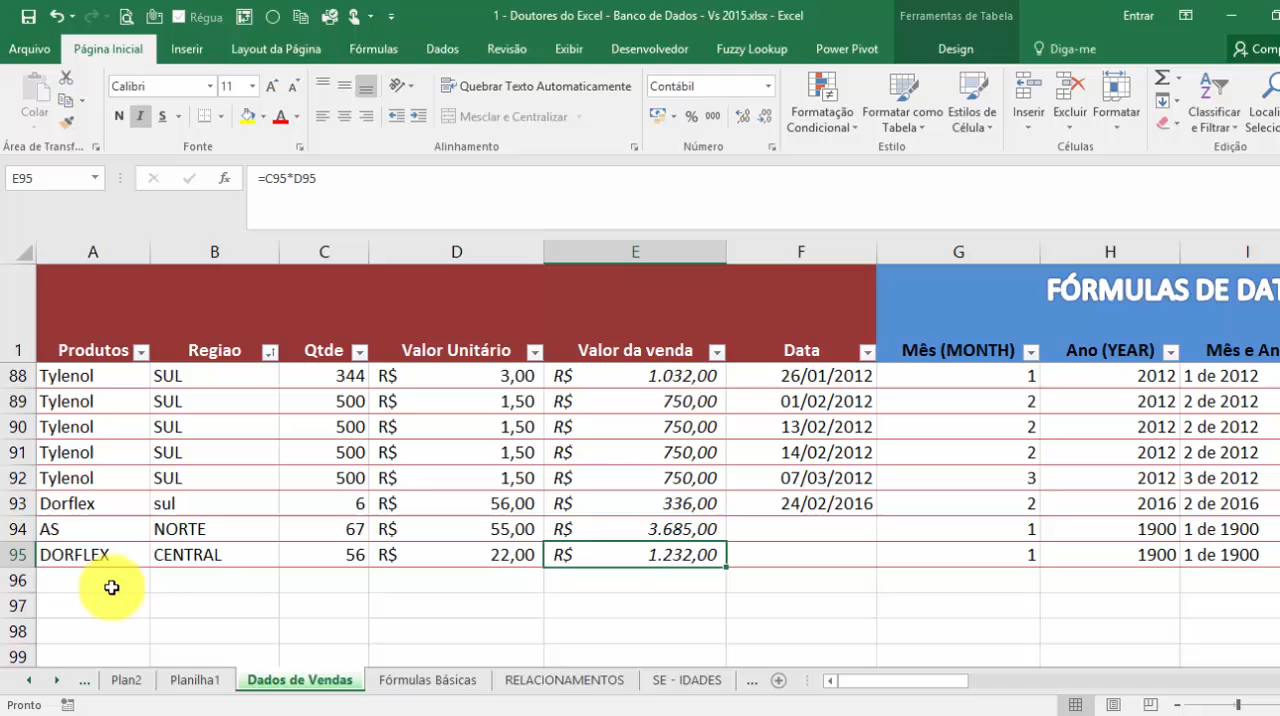 Régua
1 - Doutores do Excel - Banco de Dados - Vs 2015.xlsx - Excel
Ferramentas de Tabela
Entrar
Arquivo Página Inicial Inserir Layout da Página Fórmulas Dados Revisão Exibir Desenvolvedor Fuzzy Lookup Power Pivot Design Diga-me Comp
Calibri 11 Quebrar Texto Automaticamente Contábil
Colar N I S Mescle e Centralizar % 000 Formatação Condicional Formatar como Tabela Estilos de Célula Inserir Excluir Formatar Classificar e Filtrar Locali Selecio
Área de Transf... Fonte Alinhamento Número Estilo Células Edição
E95 fx =C95*D95
A B C D E F G H I
FÓRMULAS DE DAT
1 Produtos Regiao Qtde Valor Unitário Valor da venda Data Mês (MONTH) Ano (YEAR) Mês e An
88 Tylenol SUL 344 R$ 3,00 R$ 1.032,00 26/01/2012 1 2012 1 de 2012
89 Tylenol SUL 500 R$ 1,50 R$ 750,00 01/02/2012 2 2012 2 de 2012
90 Tylenol SUL 500 R$ 1,50 R$ 750,00 13/02/2012 2 2012 2 de 2012
91 Tylenol SUL 500 R$ 1,50 R$ 750,00 14/02/2012 2 2012 2 de 2012
92 Tylenol SUL 500 R$ 1,50 R$ 750,00 07/03/2012 3 2012 3 de 2012
93 Dorflex sul 6 R$ 56,00 R$ 336,00 24/02/2016 2 2016 2 de 2016
94 AS NORTE 67 R$ 55,00 R$ 3.685,00 1 1900 1 de 1900
95 DORFLEX CENTRAL 56 R$ 22,00 R$ 1.232,00 1 1900 1 de 1900
96
97
98
99
... Plan2 Planilha1 Dados de Vendas Fórmulas Básicas RELACIONAMENTOS SE - IDADES ...
Pronto